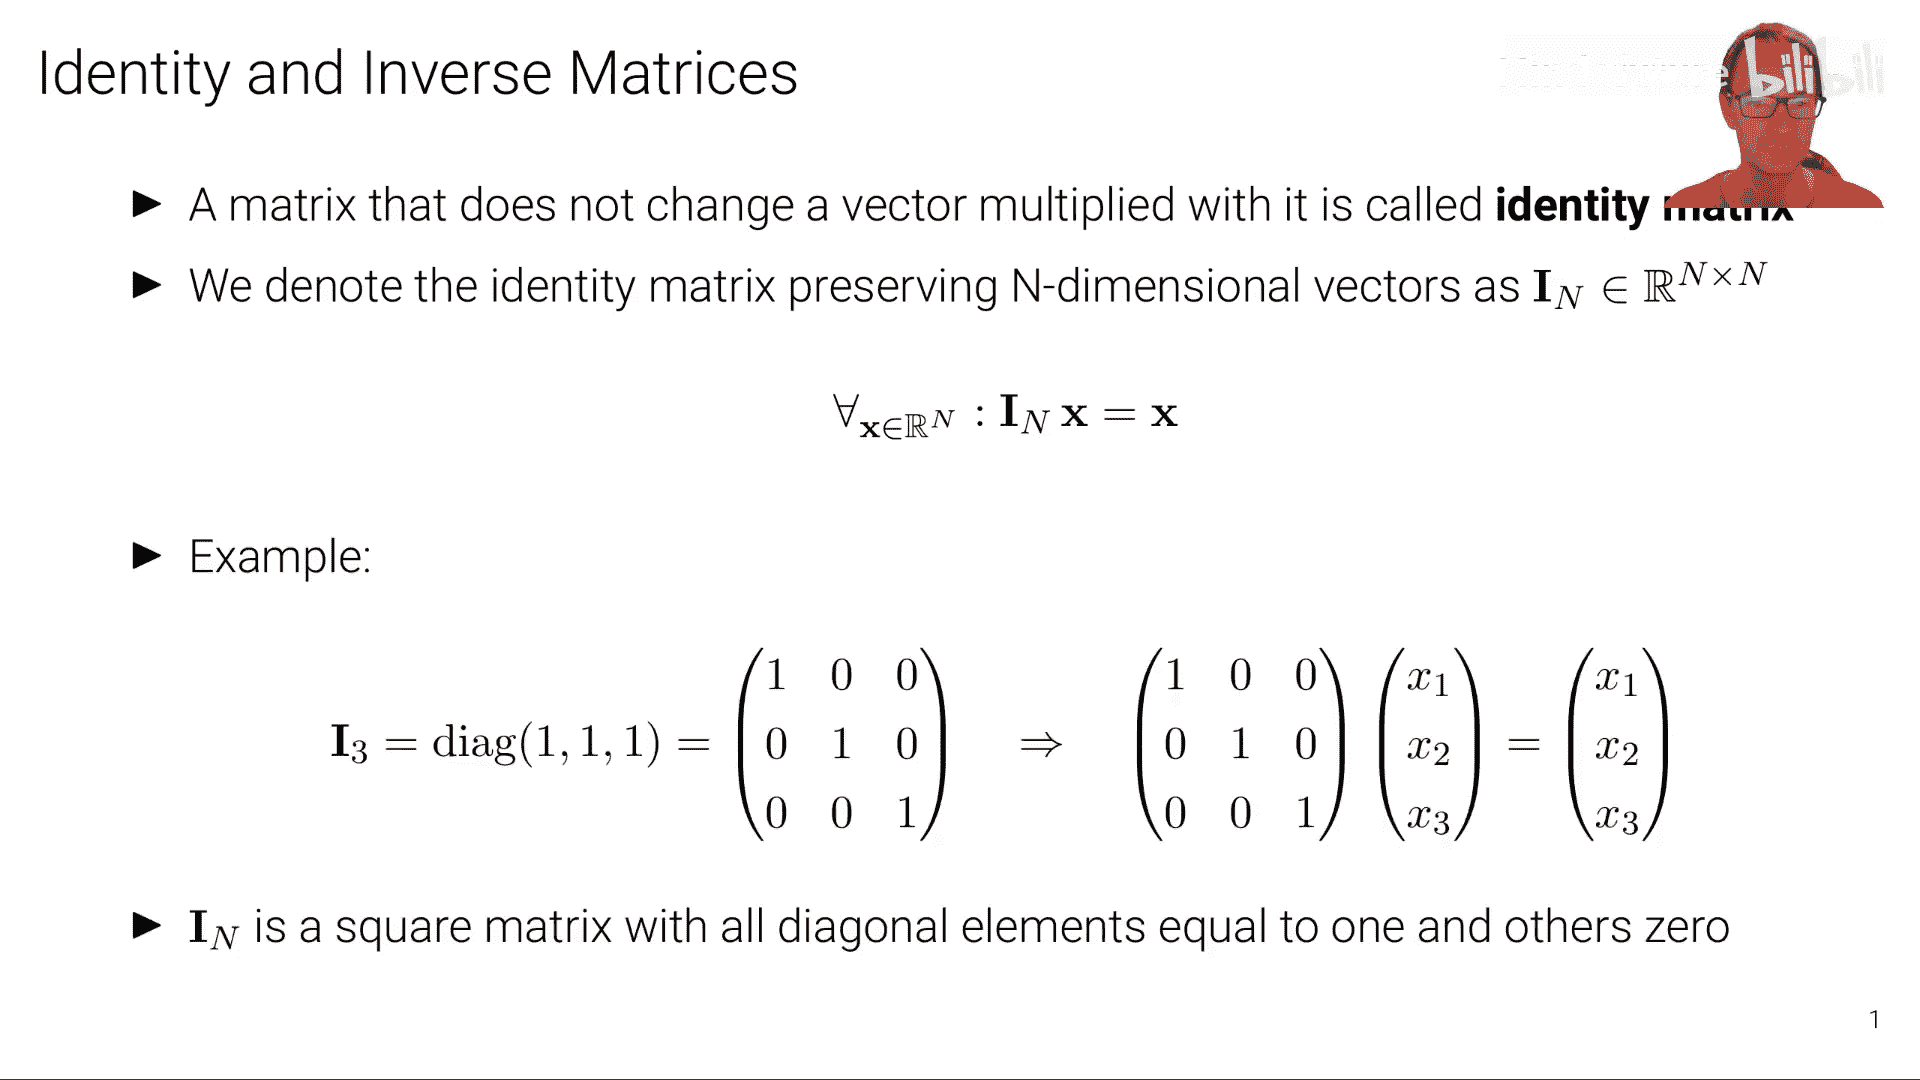 Identity and Inverse Matrices
bilibili
▶ A matrix that does not change a vector multiplied with it is called identity matrix
▶ We denote the identity matrix preserving N-dimensional vectors as I_N ∈ ℝ^{N×N}
∀_{x∈ℝ^N} : I_N x = x
▶ Example:
I_3 = diag(1, 1, 1) = (1 0 0; 0 1 0; 0 0 1) ⇒ (1 0 0; 0 1 0; 0 0 1) (x_1; x_2; x_3) = (x_1; x_2; x_3)
▶ I_N is a square matrix with all diagonal elements equal to one and others zero
1